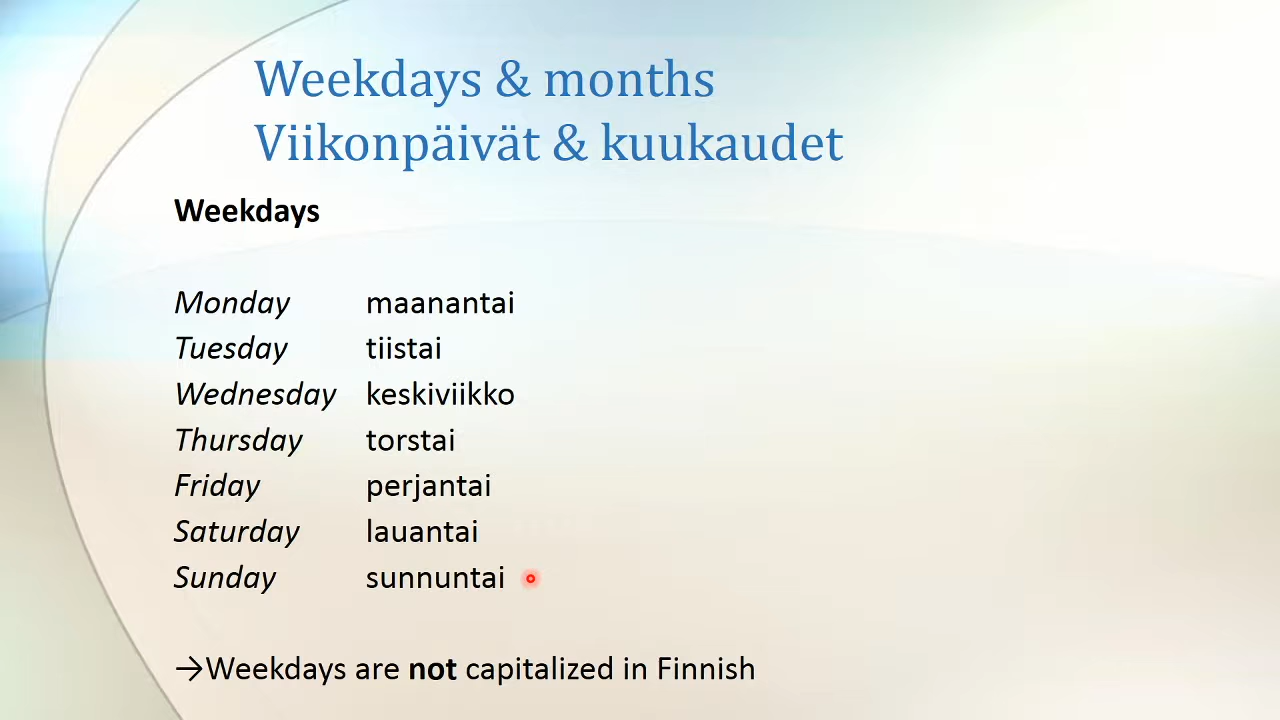 Weekdays & months
Viikonpäivät & kuukaudet
Weekdays
Monday maanantai
Tuesday tiistai
Wednesday keskiviikko
Thursday torstai
Friday perjantai
Saturday lauantai
Sunday sunnuntai
→Weekdays are not capitalized in Finnish